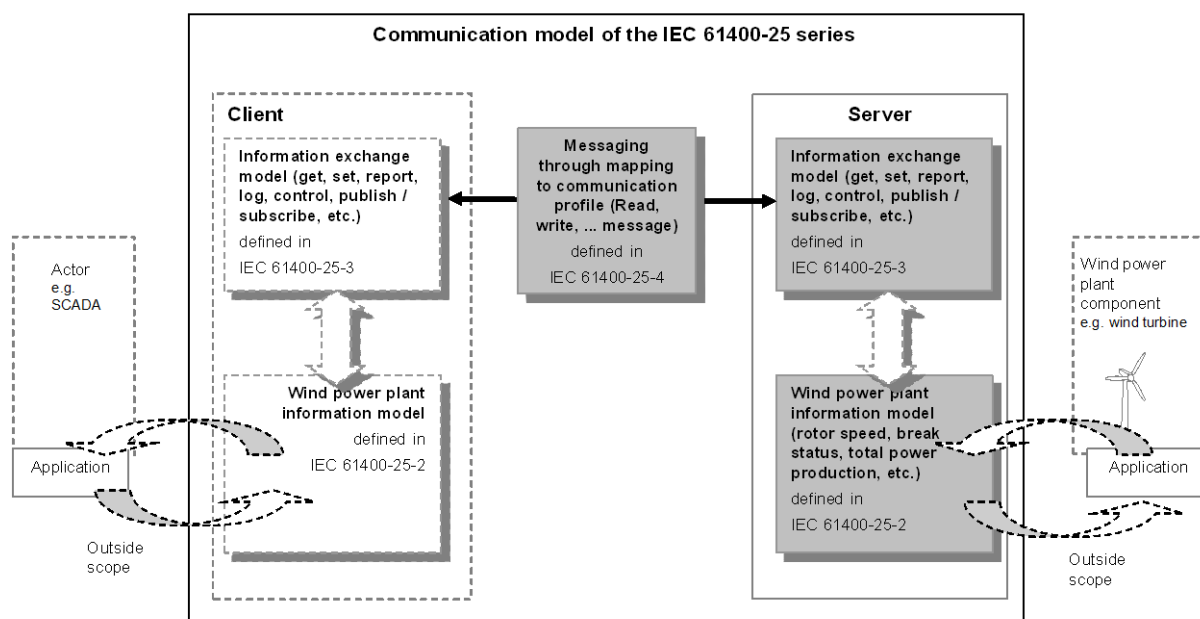 Communication model of the IEC 61400-25 series
Client
Information exchange
model (get, set, report,
log, control, publish /
subscribe, etc.)
defined in
IEC 61400-25-3
Messaging
through mapping
to communication
profile (Read,
write, ... message)
defined in
IEC 61400-25-4
Server
Information exchange
model (get, set, report,
log, control, publish /
subscribe, etc.)
defined in
IEC 61400-25-3
Actor
e.g.
SCADA
Application
Outside
scope
Wind power plant
information model
defined in
IEC 61400-25-2
Wind power plant
information model
(rotor speed, break
status, total power
production, etc.)
defined in
IEC 61400-25-2
Wind power
plant
component
e.g. wind turbine
Application
Outside
scope